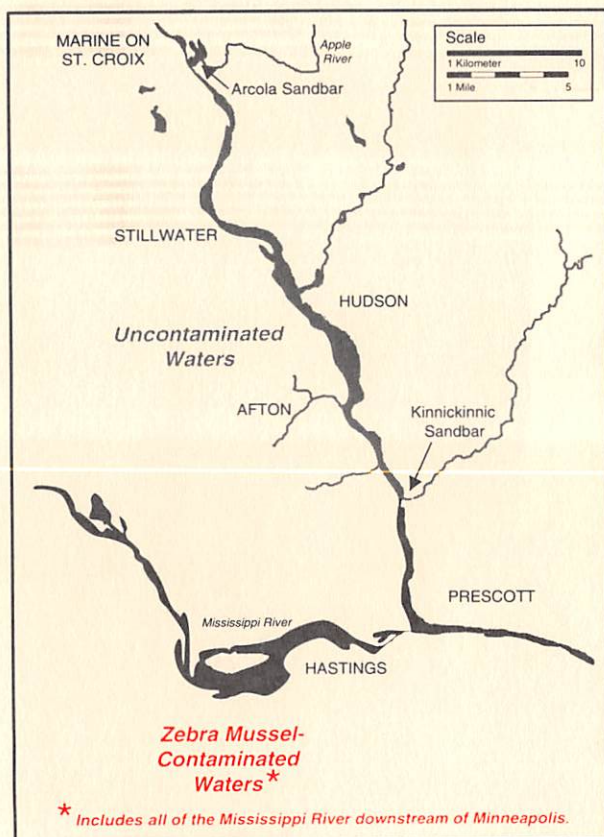 MARINE ON
ST. CROIX
Apple
River
Scale
1 Kilometer 10
1 Mile 5
Arcola Sandbar
STILLWATER
HUDSON
Uncontaminated
Waters
AFTON
Kinnickinnic
Sandbar
PRESCOTT
Mississippi River
HASTINGS
Zebra Mussel-
Contaminated
Waters*
* Includes all of the Mississippi River downstream of Minneapolis.